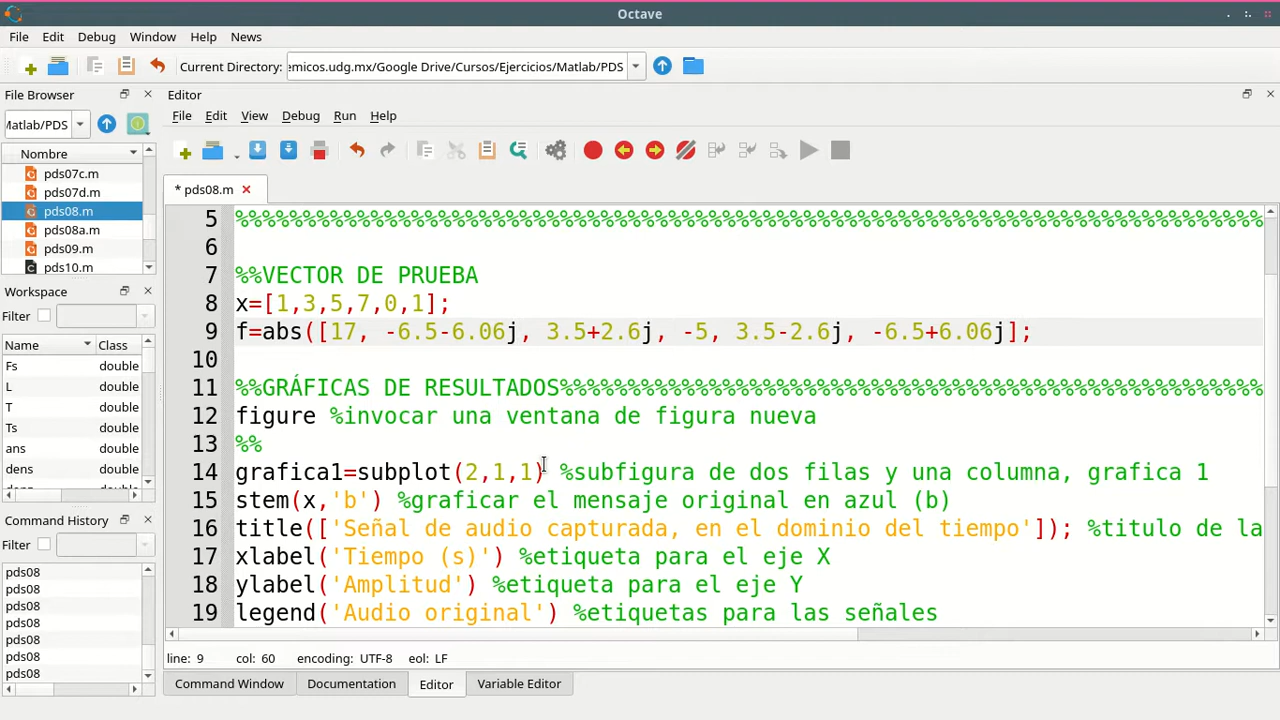 Octave
File Edit Debug Window Help News
Current Directory: emicos.udg.mx/Google Drive/Cursos/Ejercicios/Matlab/PDS
File Browser
Editor
Matlab/PDS
File Edit View Debug Run Help
Nombre
pds07c.m
pds07d.m
pds08.m
pds08a.m
pds09.m
pds10.m
* pds08.m
Workspace
Filter
Name Class
Fs double
L double
T double
Ts double
ans double
dens double
Command History
Filter
pds08
pds08
pds08
pds08
pds08
pds08
pds08
5 %%%%%%%%%%%%%%%%%%%%%%%%%%%%%%%%%%%%%%%%%%%%%%%%%%%%%%%%%%%%%%%%%%%%%%%%%%%%%%
6
7 %%VECTOR DE PRUEBA
8 x=[1,3,5,7,0,1];
9 f=abs([17, -6.5-6.06j, 3.5+2.6j, -5, 3.5-2.6j, -6.5+6.06j];
10
11 %%GRÁFICAS DE RESULTADOS%%%%%%%%%%%%%%%%%%%%%%%%%%%%%%%%%%%%%%%%%%%%%%%%%%%%
12 figure %invocar una ventana de figura nueva
13 %%
14 grafica1=subplot(2,1,1) %subfigura de dos filas y una columna, grafica 1
15 stem(x,'b') %graficar el mensaje original en azul (b)
16 title(['Señal de audio capturada, en el dominio del tiempo']); %titulo de la
17 xlabel('Tiempo (s)') %etiqueta para el eje X
18 ylabel('Amplitud') %etiqueta para el eje Y
19 legend('Audio original') %etiquetas para las señales
line: 9 col: 60 encoding: UTF-8 eol: LF
Command Window Documentation Editor Variable Editor